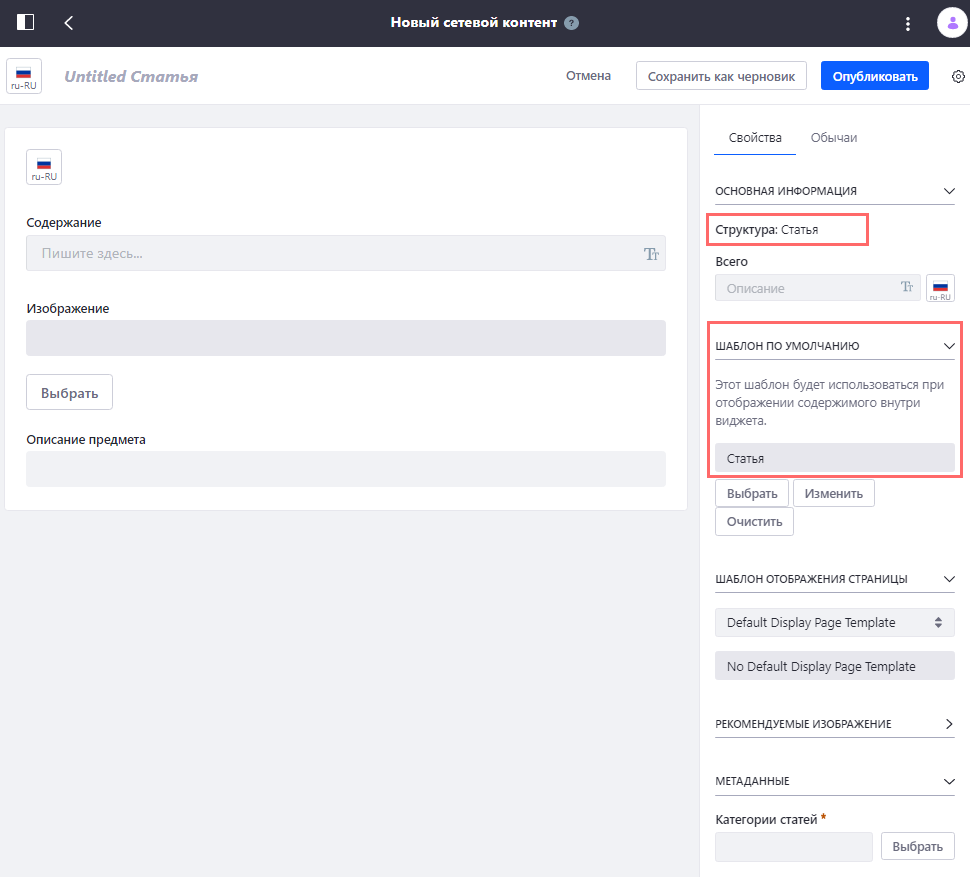 Новый сетевой контент ?
ru-RU
Untitled Статья
Отмена
Сохранить как черновик
Опубликовать
ru-RU
Содержание
Пишите здесь...
Изображение
Выбрать
Описание предмета
Свойства
Обычаи
ОСНОВНАЯ ИНФОРМАЦИЯ
Структура: Статья
Всего
Описание
ru-RU
ШАБЛОН ПО УМОЛЧАНИЮ
Этот шаблон будет использоваться при
отображении содержимого внутри
виджета.
Статья
Выбрать
Изменить
Очистить
ШАБЛОН ОТОБРАЖЕНИЯ СТРАНИЦЫ
Default Display Page Template
No Default Display Page Template
РЕКОМЕНДУЕМЫЕ ИЗОБРАЖЕНИЕ
МЕТАДАННЫЕ
Категории статей *
Выбрать